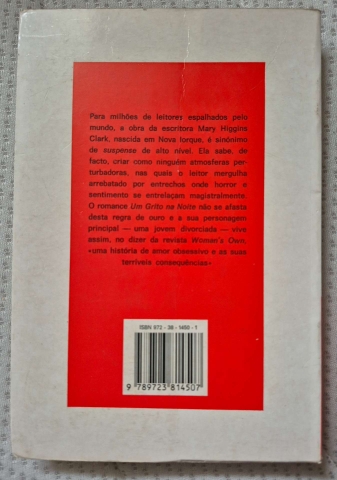 Para milhões de leitores espalhados pelo
mundo, a obra da escritora Mary Higgins
Clark, nascida em Nova Iorque, é sinónimo
de suspense de alto nível. Ela sabe, de
facto, criar como ninguém atmosferas per-
turbadoras, nas quais o leitor mergulha
arrebatado por entrechos onde horror e
sentimento se entrelaçam magistralmente.
O romance Um Grito na Noite não se afasta
desta regra de ouro e a sua personagem
principal — uma jovem divorciada — vive
assim, no dizer da revista Woman's Own,
«uma história de amor obsessivo e as suas
terríveis consequências»
ISBN 972-38-1450-1
9 789723 814507